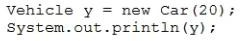 Vehicle y = new Car(20);
System.out.println(y);